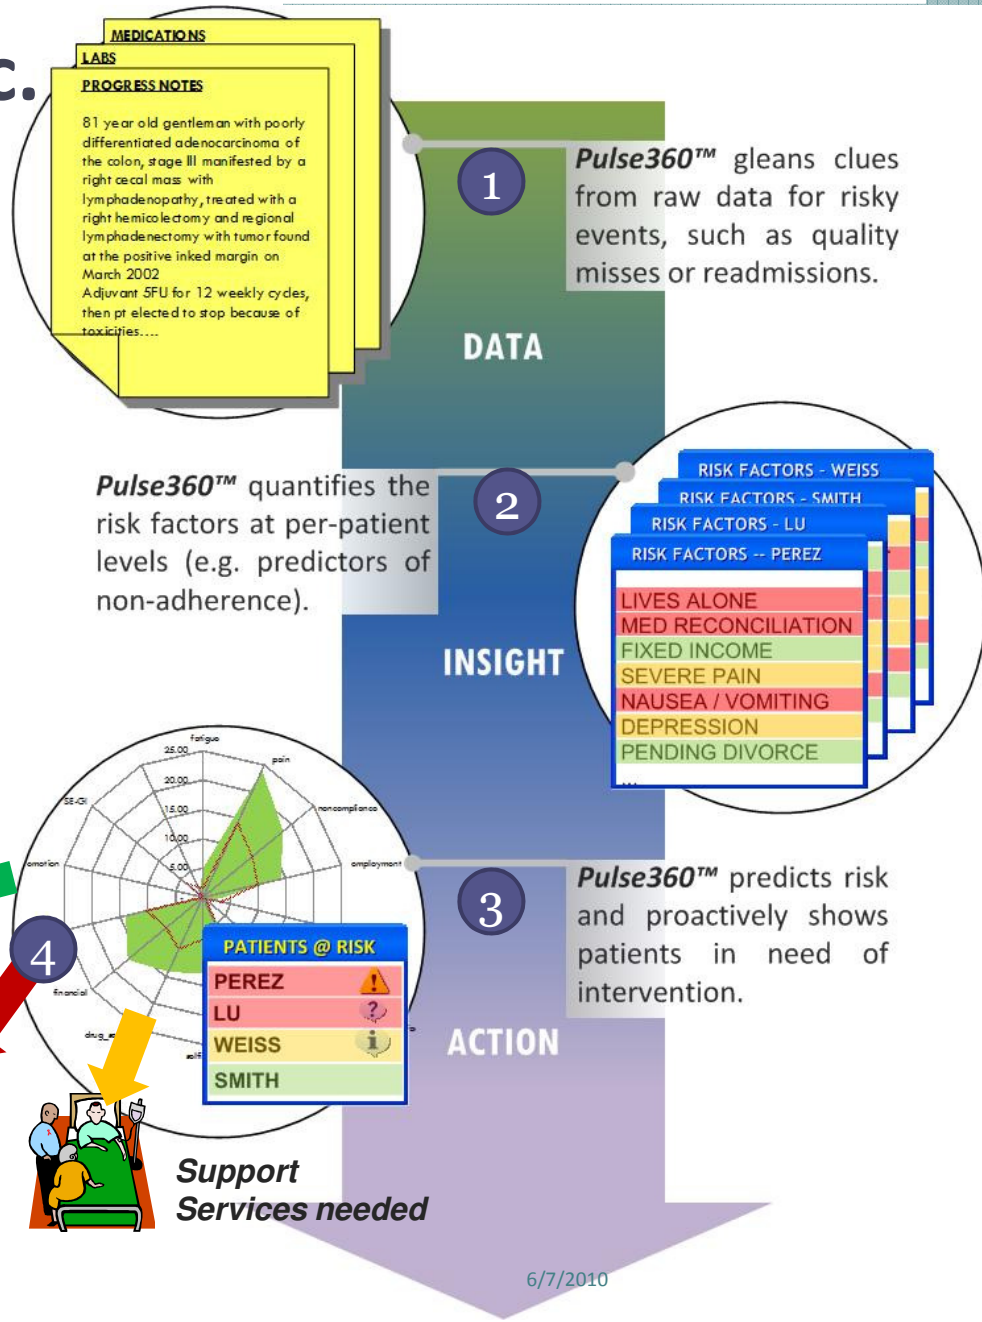 c.
MEDICATIONS
LABS
PROGRESS NOTES
81 year old gentleman with poorly
differentiated adenocarcinoma of
the colon, stage III manifested by a
right cecal mass with
lymphadenopathy, treated with a
right hemicolectomy and regional
lymphadenectomy with tumor found
at the positive inked margin on
March 2002
Adjuvant 5FU for 12 weekly cycles,
then pt elected to stop because of
toxicities....
1
Pulse360™ gleans clues
from raw data for risky
events, such as quality
misses or readmissions.
DATA
Pulse360™ quantifies the
risk factors at per-patient
levels (e.g. predictors of
non-adherence).
2
RISK FACTORS - WEISS
RISK FACTORS - SMITH
RISK FACTORS - LU
RISK FACTORS -- PEREZ
LIVES ALONE
MED RECONCILIATION
FIXED INCOME
SEVERE PAIN
NAUSEA / VOMITING
DEPRESSION
PENDING DIVORCE
...
INSIGHT
fatigue
25.00
pain
20.00
SE-GI
15.00
noncompliance
10.00
emotion
5.00
employment
3
Pulse360™ predicts risk
and proactively shows
patients in need of
intervention.
4
financial
PATIENTS @ RISK
PEREZ !
LU ?
WEISS i
SMITH
ACTION
Support
Services needed
6/7/2010